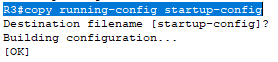 R3#copy running-config startup-config
Destination filename [startup-config]?
Building configuration...
[OK]